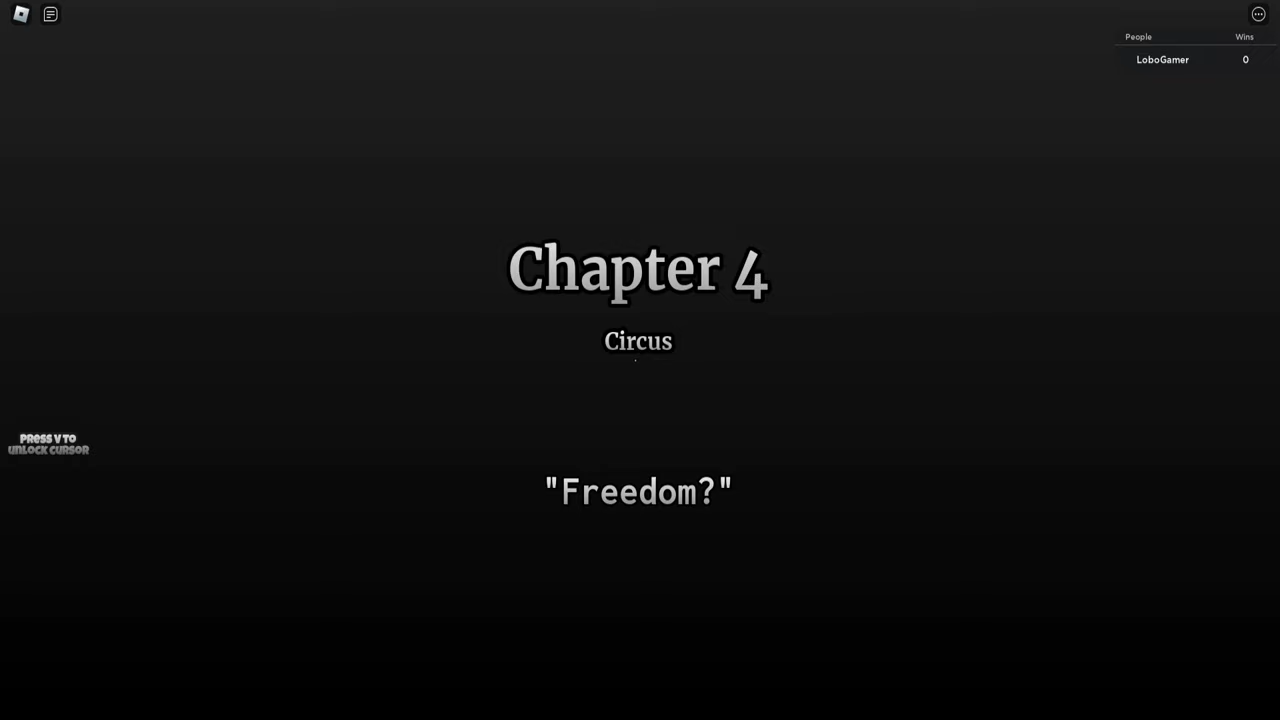 People Wins
LoboGamer 0
Chapter 4
Circus
PRESS V TO
UNLOCK CURSOR
"Freedom?"